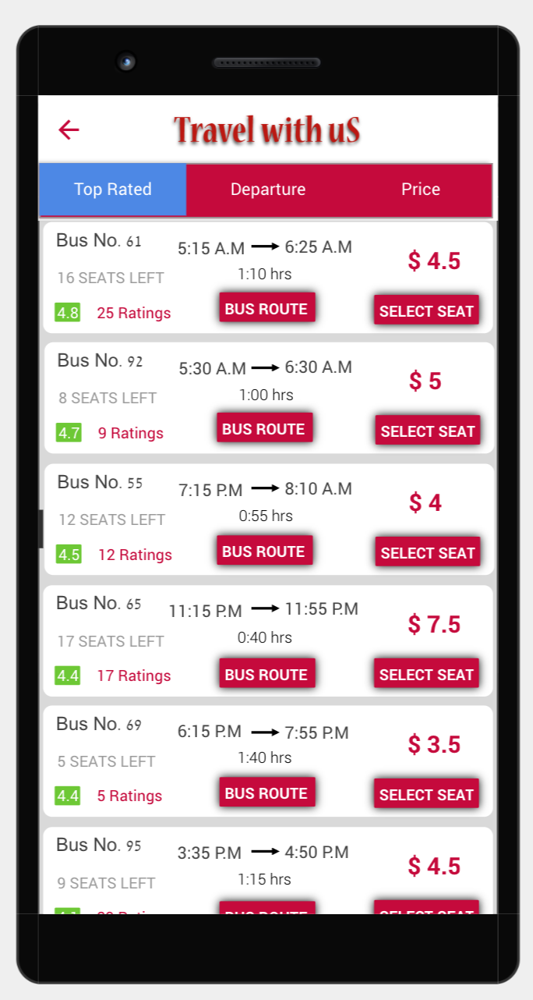 Travel with uS
Top Rated Departure Price
Bus No. 61
5:15 A.M 6:25 A.M
$ 4.5
16 SEATS LEFT
1:10 hrs
4.8 25 Ratings
BUS ROUTE
SELECT SEAT
Bus No. 92
5:30 A.M 6:30 A.M
$ 5
8 SEATS LEFT
1:00 hrs
4.7 9 Ratings
BUS ROUTE
SELECT SEAT
Bus No. 55
7:15 P.M 8:10 A.M
$ 4
12 SEATS LEFT
0:55 hrs
4.5 12 Ratings
BUS ROUTE
SELECT SEAT
Bus No. 65
11:15 P.M 11:55 P.M
$ 7.5
17 SEATS LEFT
0:40 hrs
4.4 17 Ratings
BUS ROUTE
SELECT SEAT
Bus No. 69
6:15 P.M 7:55 P.M
$ 3.5
5 SEATS LEFT
1:40 hrs
4.4 5 Ratings
BUS ROUTE
SELECT SEAT
Bus No. 95
3:35 P.M 4:50 P.M
$ 4.5
9 SEATS LEFT
1:15 hrs
BUS ROUTE
SELECT SEAT